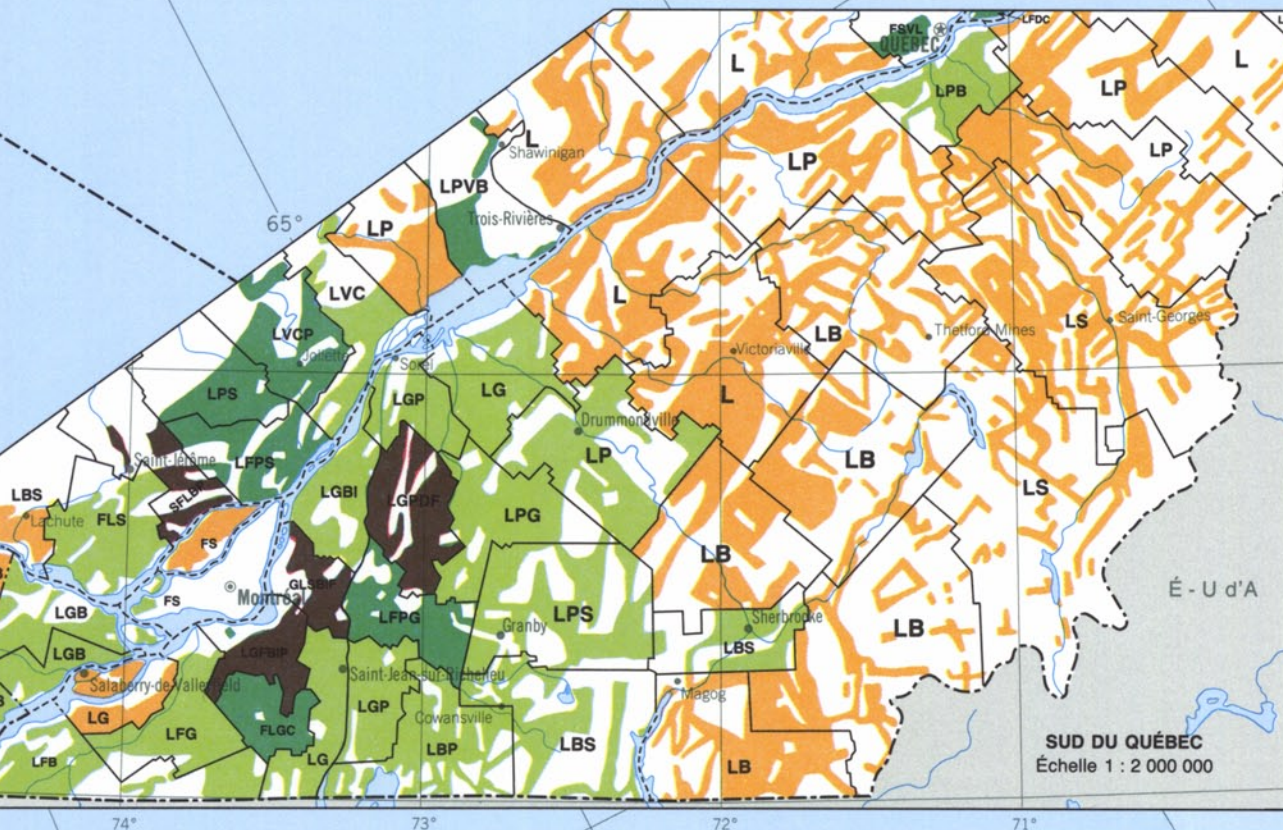 FSVL
QUÉBEC
LFDC
L
L
LP
LPB
L
Shawinigan
LP
LP
LPVB
Trois-Rivières
65°
LP
LVC
L
LVCP
Joliette
Sorel
LB
Thetford Mines
LS
Saint-Georges
Victoriaville
LPS
LGP
LG
L
Drummondville
LP
LB
Saint-Jérôme
LFPS
LBS
Lachute
FLS
SFLBP
LGBI
LGPDF
LPG
LS
FS
LB
Montréal
GLSBIF
É-U d'A
FS
LGB
LFPG
LPS
Granby
Sherbrooke
LBS
LB
LGB
LGFBIP
Salaberry-de-Valleyfield
Saint-Jean-sur-Richelieu
Magog
LG
LFG
FLGC
LGP
Cowansville
LG
LBP
LBS
LFB
LB
SUD DU QUÉBEC
Échelle 1 : 2 000 000
74°
73°
72°
71°